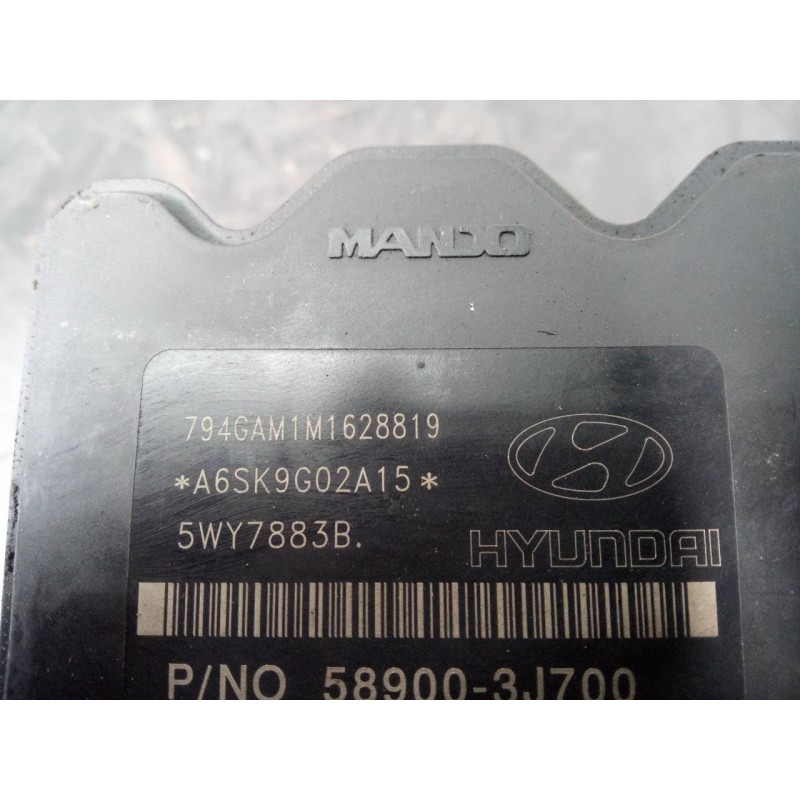 MANDO
794GAM1M1628819
*A6SK9G02A15*
5WY7883B.
HYUNDAI
P/NO 58900-3J700